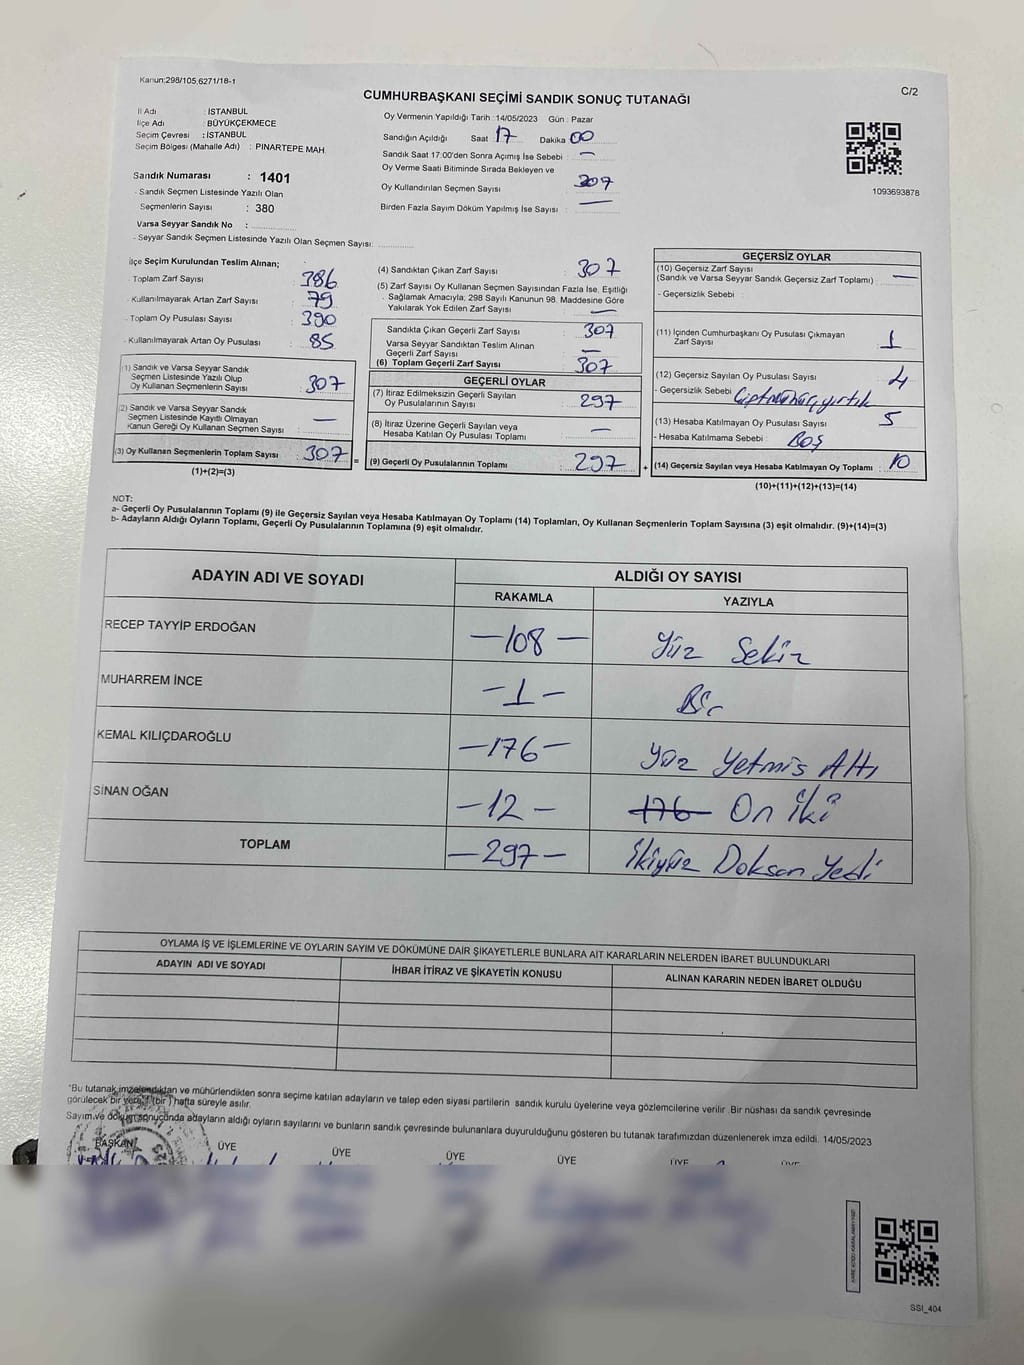 Kanun:298/105,6271/18-1
C/2
CUMHURBAŞKANI SEÇİMİ SANDIK SONUÇ TUTANAĞI
İl Adı : İSTANBUL
İlçe Adı : BÜYÜKÇEKMECE
Seçim Çevresi : İSTANBUL
Seçim Bölgesi (Mahalle Adı) : PINARTEPE MAH.
Sandık Numarası : 1401
- Sandık Seçmen Listesinde Yazılı Olan
Seçmenlerin Sayısı : 380
Varsa Seyyar Sandık No :
- Seyyar Sandık Seçmen Listesinde Yazılı Olan Seçmen Sayısı:
Oy Vermenin Yapıldığı Tarih :14/05/2023 Gün : Pazar
Sandığın Açıldığı Saat 17 Dakika 00
Sandık Saat 17:00'den Sonra Açımış İse Sebebi : —
Oy Verme Saati Bitiminde Sırada Bekleyen ve
Oy Kullandırılan Seçmen Sayısı : 307
Birden Fazla Sayım Döküm Yapılmış İse Sayısı : —
1093693878
İlçe Seçim Kurulundan Teslim Alınan;
. Toplam Zarf Sayısı : 386
. Kullanılmayarak Artan Zarf Sayısı : 79
. Toplam Oy Pusulası Sayısı : 390
. Kullanılmayarak Artan Oy Pusulası : 85
(1) Sandık ve Varsa Seyyar Sandık
Seçmen Listesinde Yazılı Olup
Oy Kullanan Seçmenlerin Sayısı : 307
(2) Sandık ve Varsa Seyyar Sandık
Seçmen Listesinde Kayıtlı Olmayan
Kanun Gereği Oy Kullanan Seçmen Sayısı : —
(3) Oy Kullanan Seçmenlerin Toplam Sayısı : 307
(1)+(2)=(3)
(4) Sandıktan Çıkan Zarf Sayısı : 307
(5) Zarf Sayısı Oy Kullanan Seçmen Sayısından Fazla İse, Eşitliği
Sağlamak Amacıyla; 298 Sayılı Kanunun 98. Maddesine Göre
Yakılarak Yok Edilen Zarf Sayısı : —
Sandıkta Çıkan Geçerli Zarf Sayısı : 307
Varsa Seyyar Sandıktan Teslim Alınan
Geçerli Zarf Sayısı : —
(6) Toplam Geçerli Zarf Sayısı : 307
GEÇERLİ OYLAR
(7) İtiraz Edilmeksizin Geçerli Sayılan
Oy Pusulalarının Sayısı : 297
(8) İtiraz Üzerine Geçerli Sayılan veya
Hesaba Katılan Oy Pusulası Toplamı : —
(9) Geçerli Oy Pusulalarının Toplamı : 297
GEÇERSİZ OYLAR
(10) Geçersiz Zarf Sayısı
(Sandık ve Varsa Seyyar Sandık Geçersiz Zarf Toplamı) : —
- Geçersizlik Sebebi
(11) İçinden Cumhurbaşkanı Oy Pusulası Çıkmayan
Zarf Sayısı : 1
(12) Geçersiz Sayılan Oy Pusulası Sayısı : 4
- Geçersizlik Sebebi : yırtık
(13) Hesaba Katılmayan Oy Pusulası Sayısı : 5
- Hesaba Katılmama Sebebi : Boş
(14) Geçersiz Sayılan veya Hesaba Katılmayan Oy Toplamı : 10
(10)+(11)+(12)+(13)=(14)
NOT:
a- Geçerli Oy Pusulalarının Toplamı (9) ile Geçersiz Sayılan veya Hesaba Katılmayan Oy Toplamı (14) Toplamları, Oy Kullanan Seçmenlerin Toplam Sayısına (3) eşit olmalıdır. (9)+(14)=(3)
b- Adayların Aldığı Oyların Toplamı, Geçerli Oy Pusulalarının Toplamına (9) eşit olmalıdır.
ADAYIN ADI VE SOYADI ALDIĞI OY SAYISI
RAKAMLA YAZIYLA
RECEP TAYYİP ERDOĞAN —108— Yüz Sekiz
MUHARREM İNCE —1— Bir
KEMAL KILIÇDAROĞLU —176— Yüz Yetmiş Altı
SİNAN OĞAN —12— 176 On iki
TOPLAM —297— İkiyüz Doksan Yedi
OYLAMA İŞ VE İŞLEMLERİNE VE OYLARIN SAYIM VE DÖKÜMÜNE DAİR ŞİKAYETLERLE BUNLARA AİT KARARLARIN NELERDEN İBARET BULUNDUKLARI
ADAYIN ADI VE SOYADI İHBAR İTİRAZ VE ŞİKAYETİN KONUSU ALINAN KARARIN NEDEN İBARET OLDUĞU
"Bu tutanak imzalandıktan ve mühürlendikten sonra seçime katılan adayların ve talep eden siyasi partilerin sandık kurulu üyelerine veya gözlemcilerine verilir. Bir nüshası da sandık çevresinde
görülecek bir yere 1 (bir) hafta süreyle asılır.
Sayım ve döküm sonucunda adayların aldığı oyların sayılarını ve bunların sandık çevresinde bulunanlara duyurulduğunu gösteren bu tutanak tarafımızdan düzenlenerek imza edildi. 14/05/2023
BAŞKAN ÜYE ÜYE ÜYE ÜYE ÜYE ÜYE
SSI_404